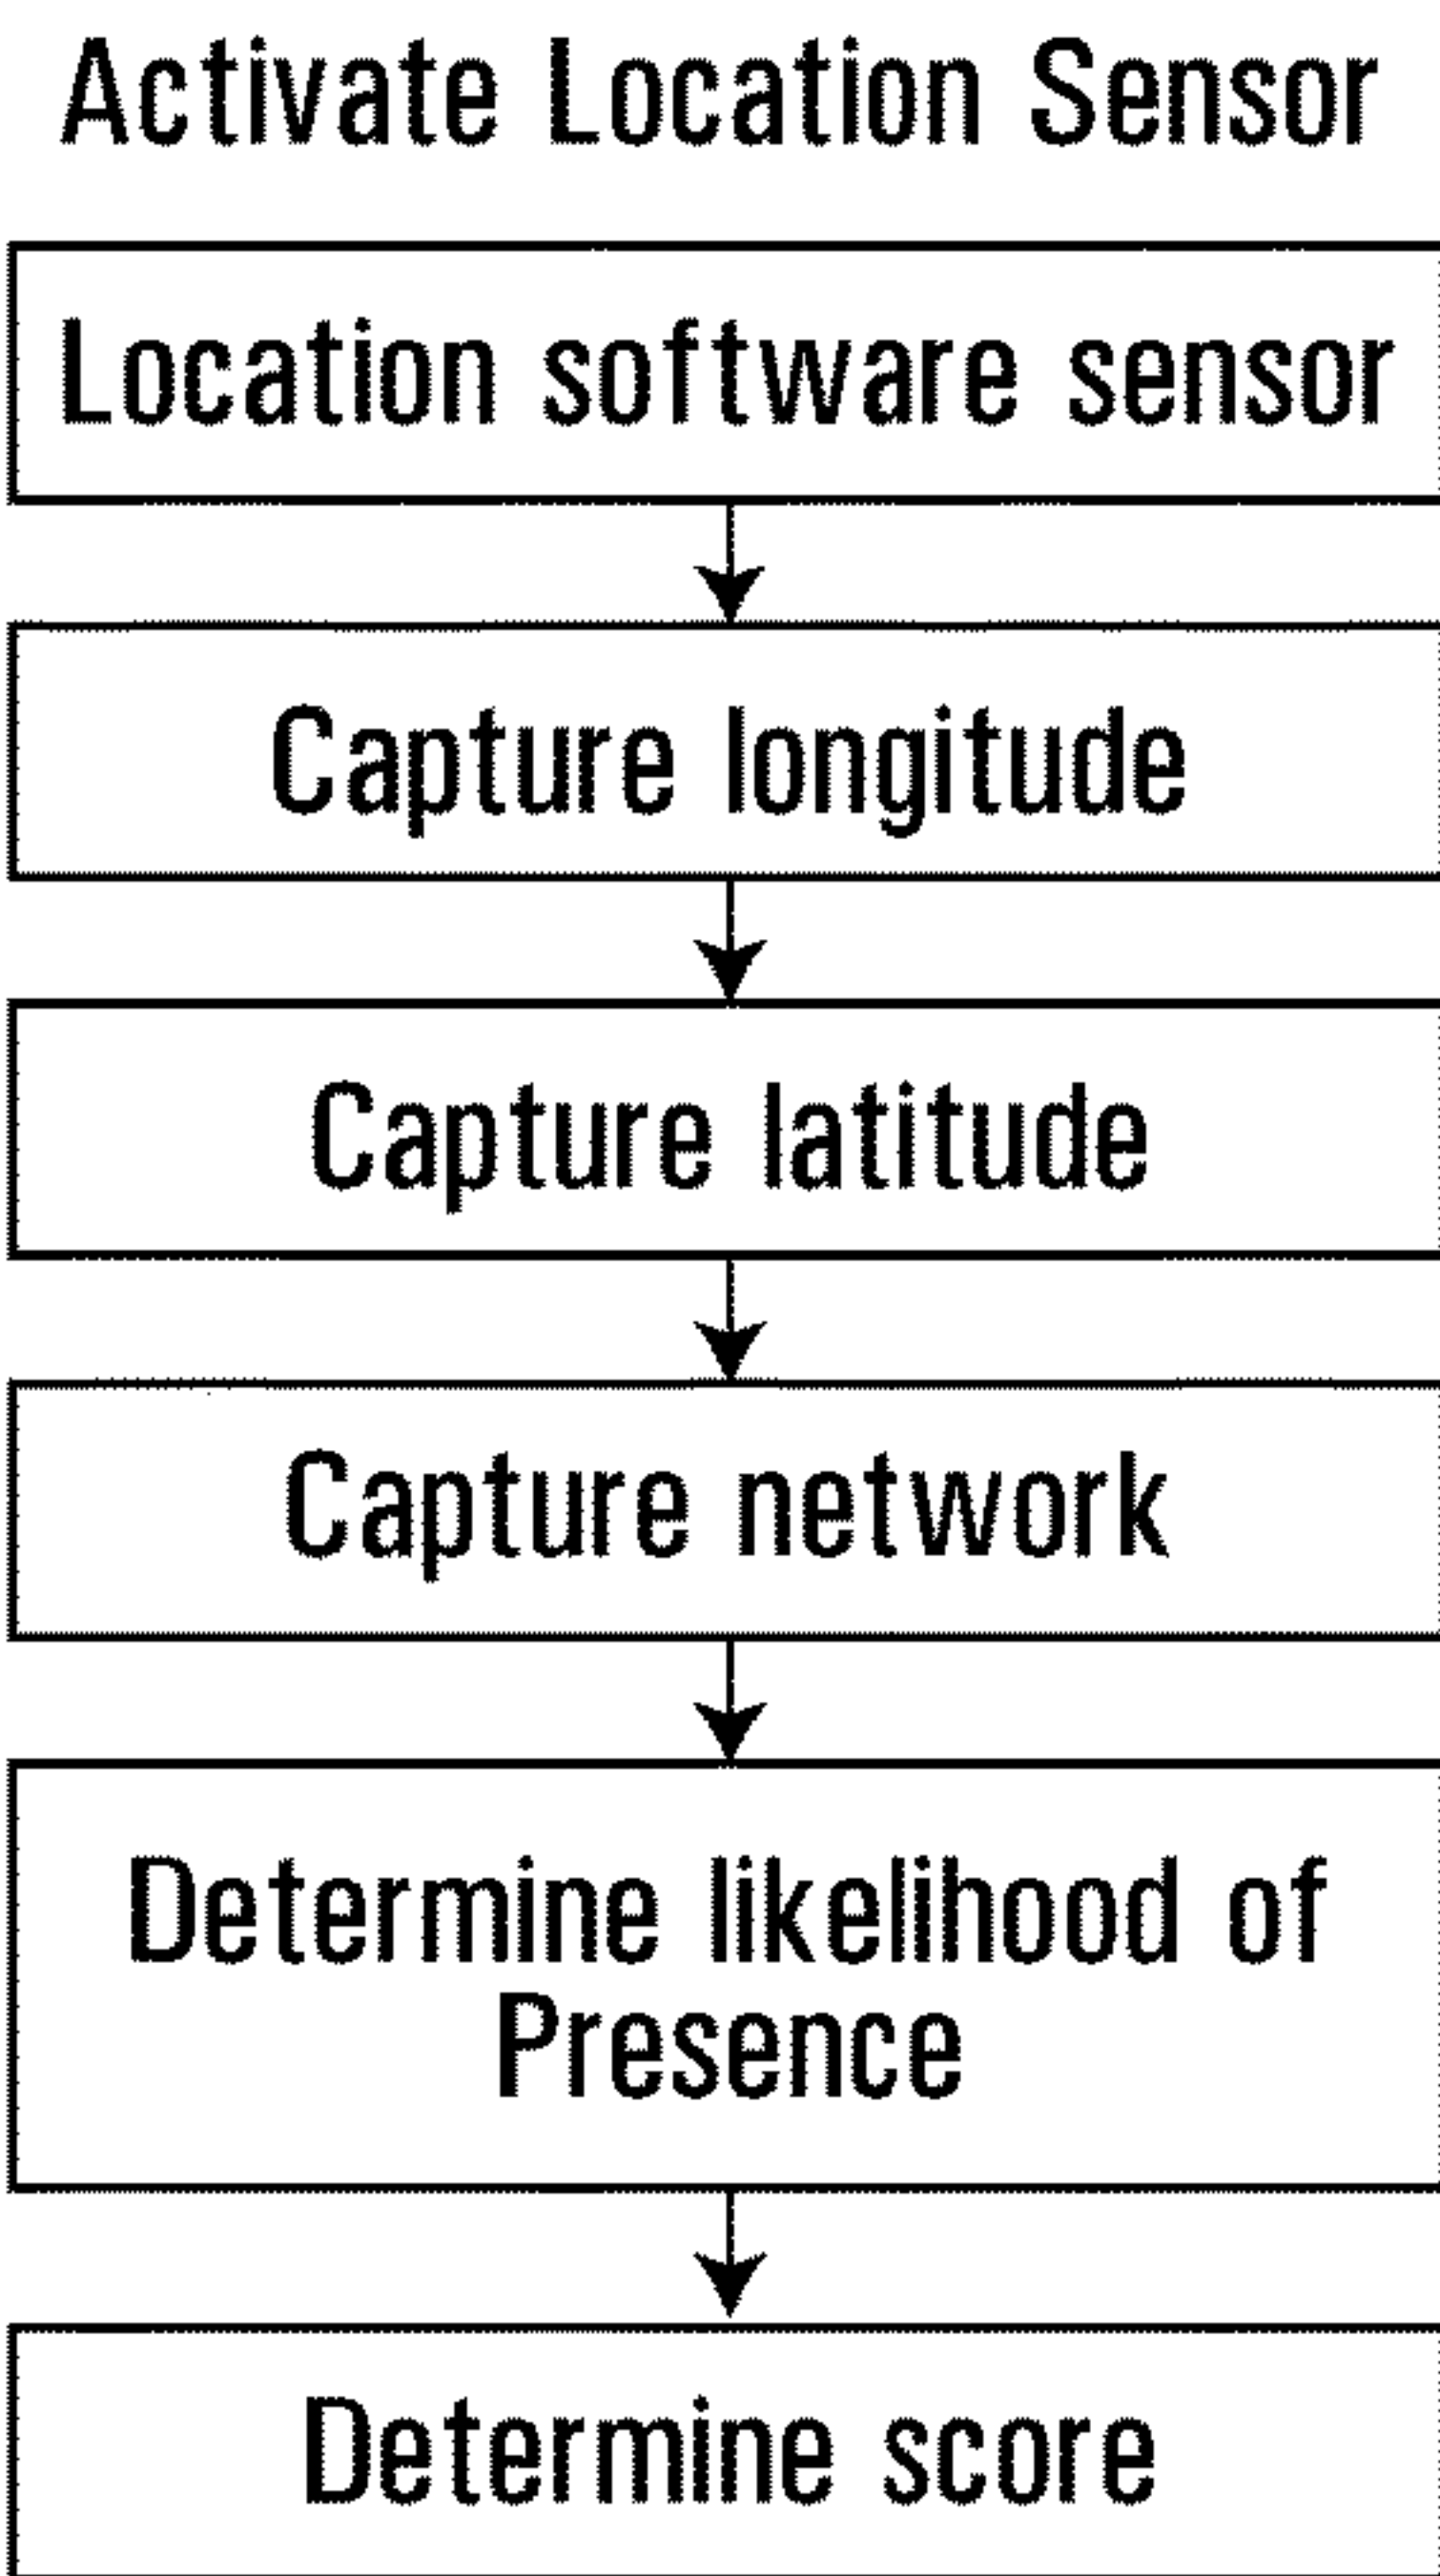 Activate Location Sensor
Location software sensor
Capture longitude
Capture latitude
Capture network
Determine likelihood of
Presence
Determine score